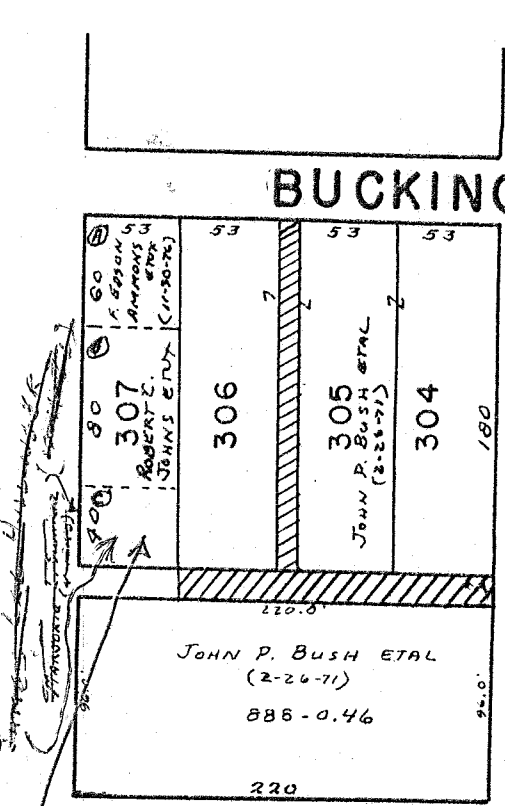 BUCKING
53
53
53
53
A
60
F. EDSON
AMMONS
ETUX
(11-30-76)
80
307
ROBERT C.
JOHNS ETUX
40
306
305
JOHN P. BUSH ETAL
(2-26-71)
304
180
220.0'
JOHN P. BUSH ETAL
(2-26-71)
886-0.46
96.0'
96.0'
220
MARJORIE